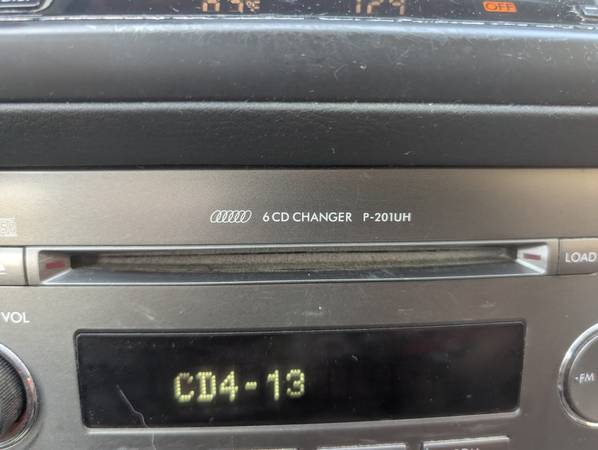 OFF
6 CD CHANGER P-201UH
LOAD
VOL
CD4-13
•FM